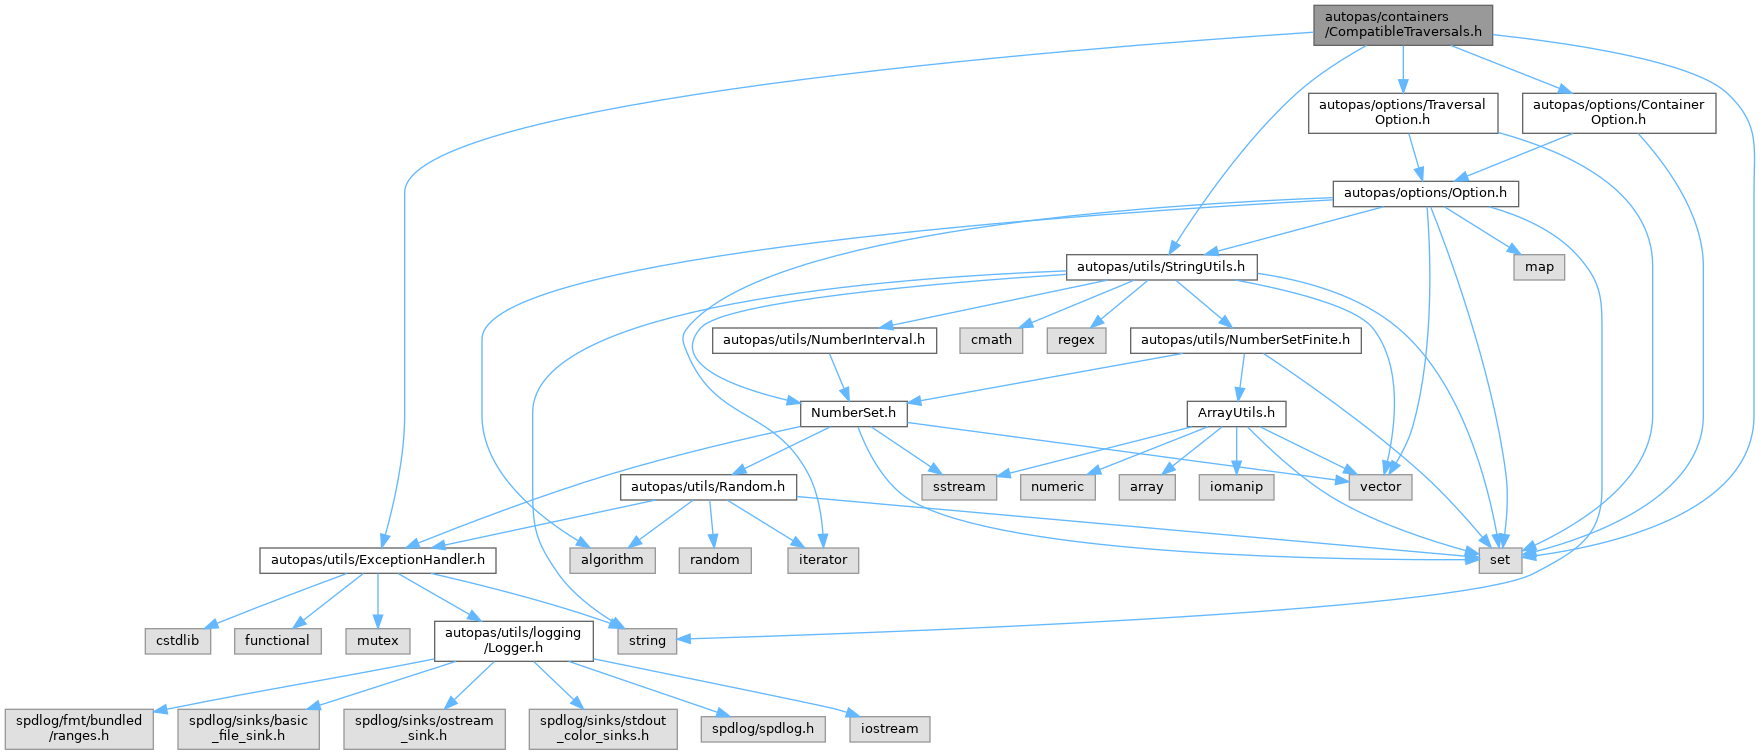 autopas/containers
/CompatibleTraversals.h
autopas/options/Traversal
Option.h
autopas/options/Container
Option.h
autopas/options/Option.h
autopas/utils/StringUtils.h
map
autopas/utils/NumberInterval.h
cmath
regex
autopas/utils/NumberSetFinite.h
NumberSet.h
ArrayUtils.h
autopas/utils/Random.h
sstream
numeric
array
iomanip
vector
autopas/utils/ExceptionHandler.h
algorithm
random
iterator
set
cstdlib
functional
mutex
autopas/utils/logging
/Logger.h
string
spdlog/fmt/bundled
/ranges.h
spdlog/sinks/basic
_file_sink.h
spdlog/sinks/ostream
_sink.h
spdlog/sinks/stdout
_color_sinks.h
spdlog/spdlog.h
iostream